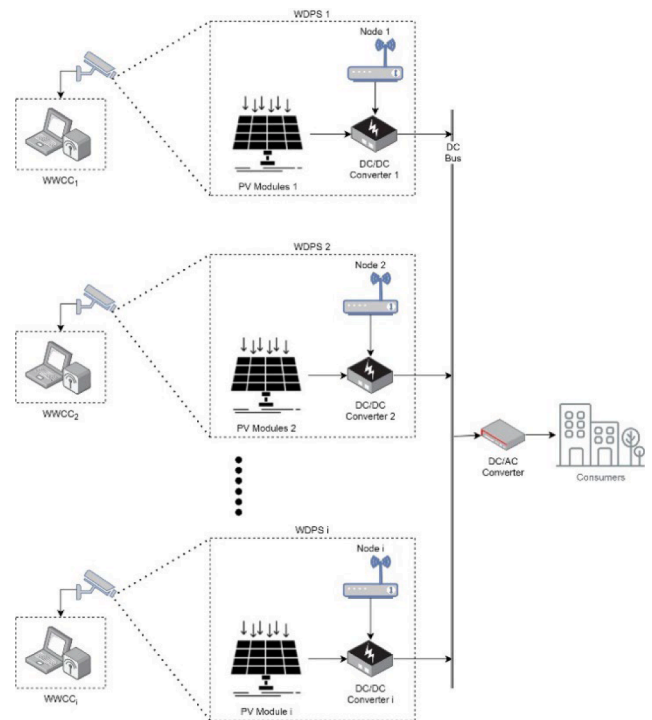 WDPS 1
Node 1
WWCC1
PV Modules 1
DC/DC
Converter 1
DC
Bus
WDPS 2
Node 2
WWCC2
PV Modules 2
DC/DC
Converter 2
DC/AC
Converter
Consumers
WDPS i
Node i
WWCCi
PV Module i
DC/DC
Converter i